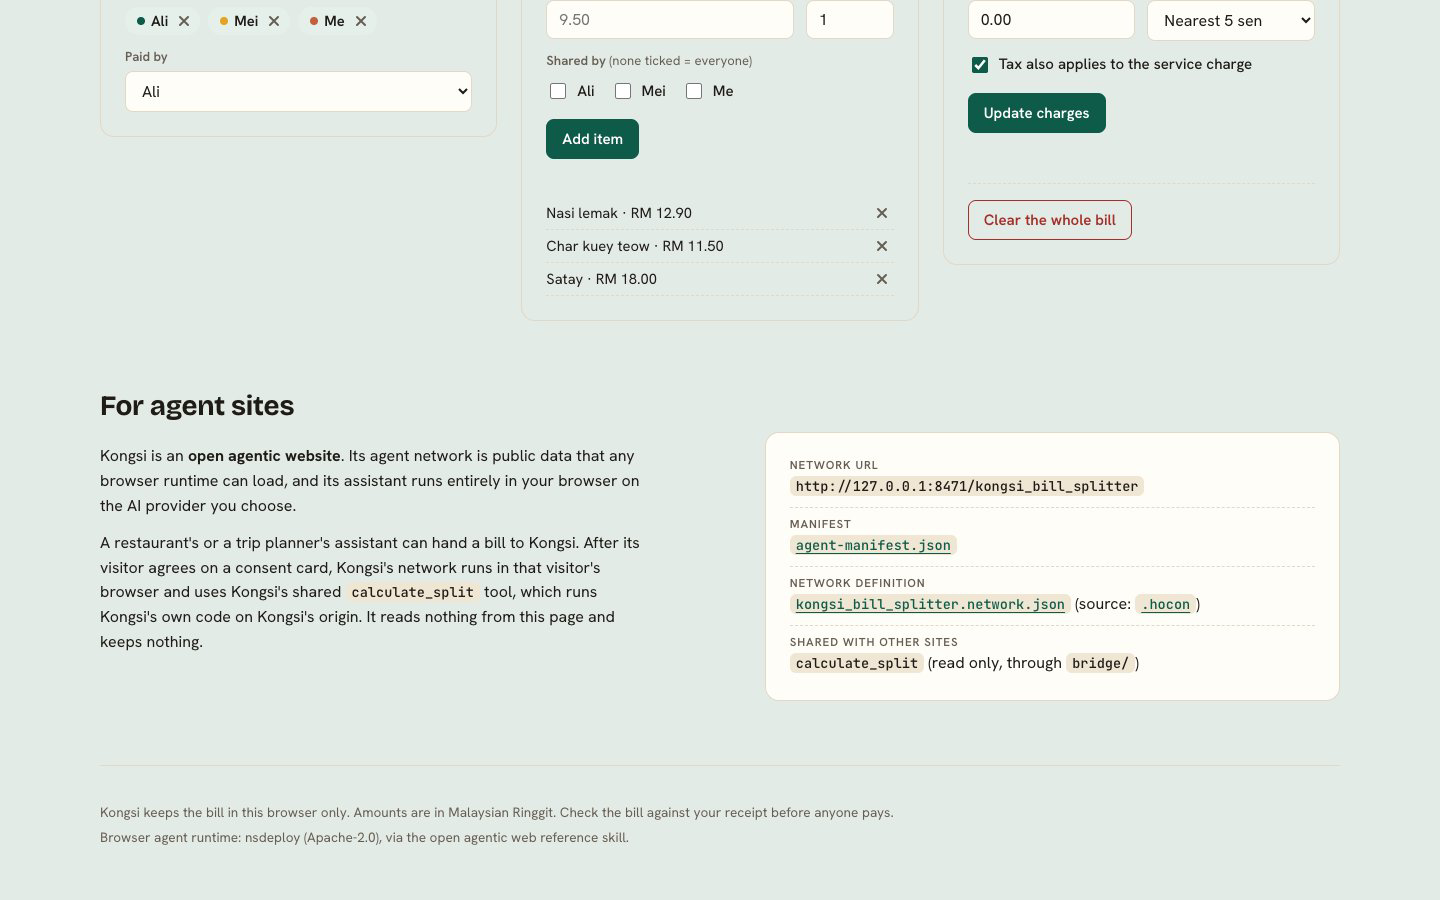 Ali ✕ Mei ✕ Me ✕
Paid by
Ali
9.50 1
Shared by (none ticked = everyone)
Ali Mei Me
Add item
Nasi lemak · RM 12.90 ✕
Char kuey teow · RM 11.50 ✕
Satay · RM 18.00 ✕
0.00 Nearest 5 sen
Tax also applies to the service charge
Update charges
Clear the whole bill
For agent sites
Kongsi is an open agentic website. Its agent network is public data that any
browser runtime can load, and its assistant runs entirely in your browser on
the AI provider you choose.
A restaurant's or a trip planner's assistant can hand a bill to Kongsi. After its
visitor agrees on a consent card, Kongsi's network runs in that visitor's
browser and uses Kongsi's shared calculate_split tool, which runs
Kongsi's own code on Kongsi's origin. It reads nothing from this page and
keeps nothing.
NETWORK URL
http://127.0.0.1:8471/kongsi_bill_splitter
MANIFEST
agent-manifest.json
NETWORK DEFINITION
kongsi_bill_splitter.network.json (source: .hocon)
SHARED WITH OTHER SITES
calculate_split (read only, through bridge/)
Kongsi keeps the bill in this browser only. Amounts are in Malaysian Ringgit. Check the bill against your receipt before anyone pays.
Browser agent runtime: nsdeploy (Apache-2.0), via the open agentic web reference skill.